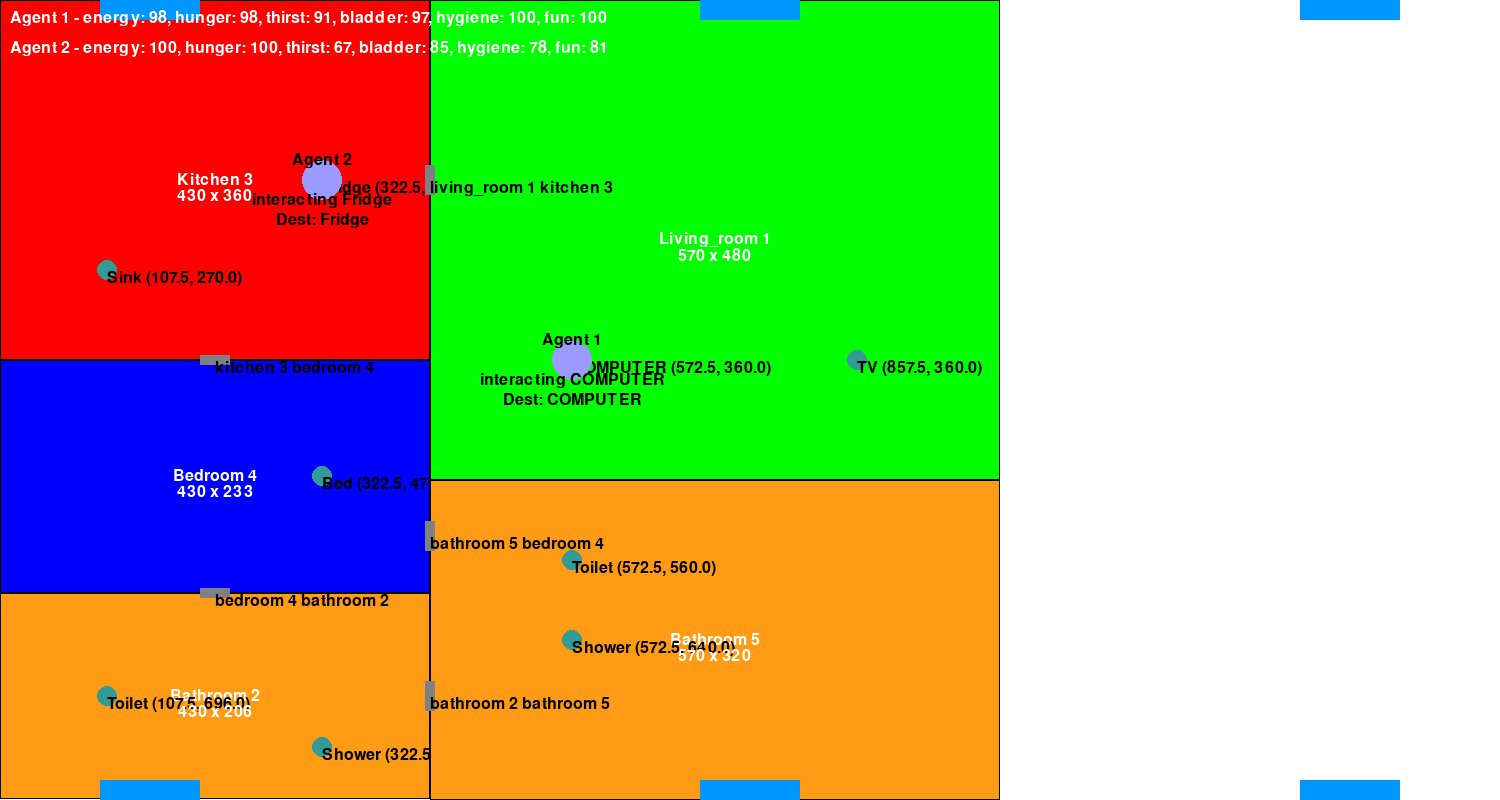 Agent 1 - energy: 98, hunger: 98, thirst: 91, bladder: 97, hygiene: 100, fun: 100
Agent 2 - energy: 100, hunger: 100, thirst: 67, bladder: 85, hygiene: 78, fun: 81
Agent 2
Kitchen 3
430 x 360
idge (322.5, living_room 1 kitchen 3
interacting Fridge
Dest: Fridge
Living_room 1
570 x 480
Sink (107.5, 270.0)
Agent 1
kitchen 3 bedroom 4
OMPUTER (572.5, 360.0)
TV (857.5, 360.0)
interacting COMPUTER
Dest: COMPUTER
Bedroom 4
430 x 233
Bed (322.5, 47
bathroom 5 bedroom 4
Toilet (572.5, 560.0)
bedroom 4 bathroom 2
Bathroom 5
Shower (572.5, 640.0)
570 x 320
Bathroom 2
Toilet (107.5, 696.0)
430 x 206
bathroom 2 bathroom 5
Shower (322.5